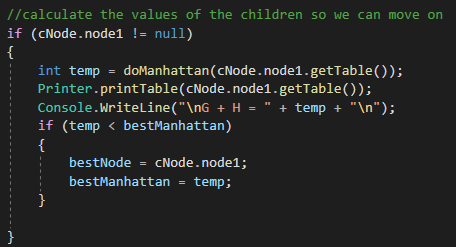 //calculate the values of the children so we can move on
if (cNode.node1 != null)
{
int temp = doManhattan(cNode.node1.getTable());
Printer.printTable(cNode.node1.getTable());
Console.WriteLine("\nG + H = " + temp + "\n");
if (temp < bestManhattan)
{
bestNode = cNode.node1;
bestManhattan = temp;
}
}